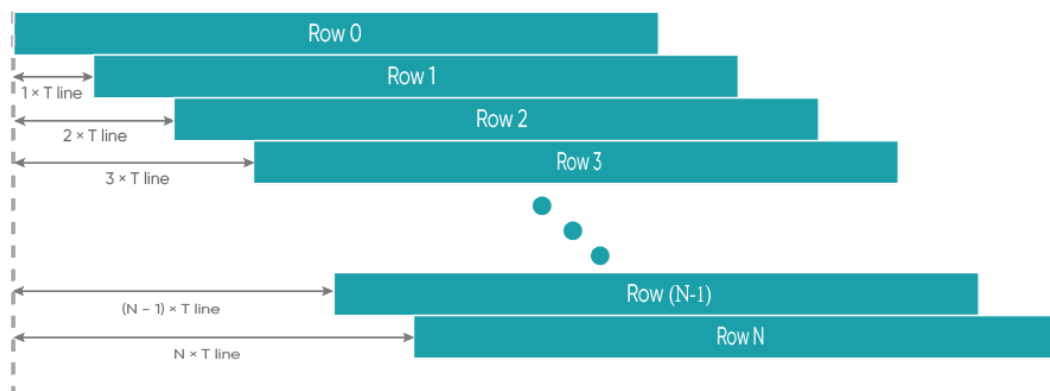 Row 0
Row 1
1 × T line
Row 2
2 × T line
Row 3
3 × T line
Row (N-1)
(N – 1) × T line
Row N
N × T line